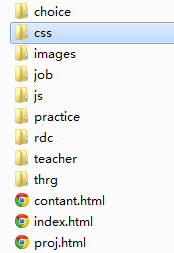 choice
css
images
job
js
practice
rdc
teacher
thrg
contant.html
index.html
proj.html